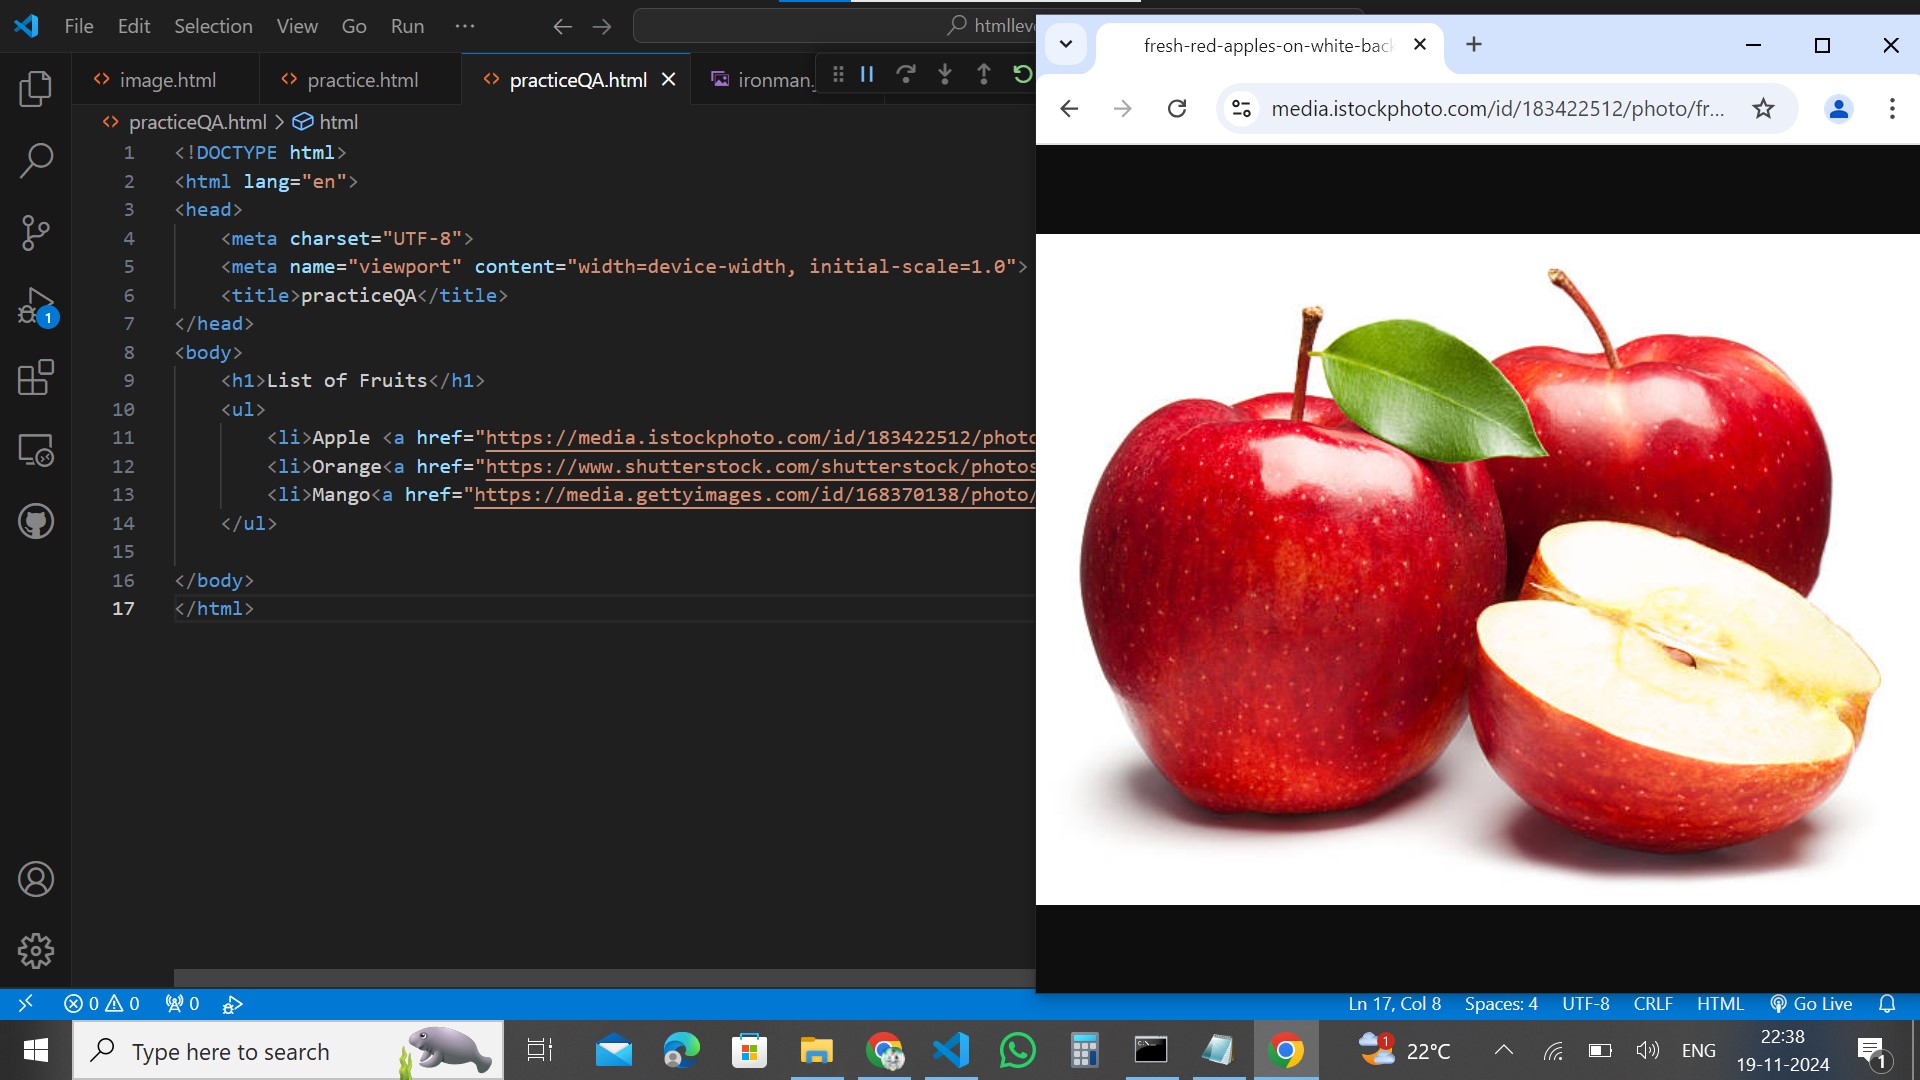 File Edit Selection View Go Run ···
htmlleve
image.html practice.html practiceQA.html ironman.
practiceQA.html > html
1 <!DOCTYPE html>
2 <html lang="en">
3 <head>
4 <meta charset="UTF-8">
5 <meta name="viewport" content="width=device-width, initial-scale=1.0">
6 <title>practiceQA</title>
7 </head>
8 <body>
9 <h1>List of Fruits</h1>
10 <ul>
11 <li>Apple <a href="https://media.istockphoto.com/id/183422512/photo
12 <li>Orange<a href="https://www.shutterstock.com/shutterstock/photos
13 <li>Mango<a href="https://media.gettyimages.com/id/168370138/photo/
14 </ul>
15
16 </body>
17 </html>
1
fresh-red-apples-on-white-bac
media.istockphoto.com/id/183422512/photo/fr...
0 0 0
Ln 17, Col 8 Spaces: 4 UTF-8 CRLF HTML Go Live
Type here to search
1 22°C ENG
22:38
19-11-2024
1